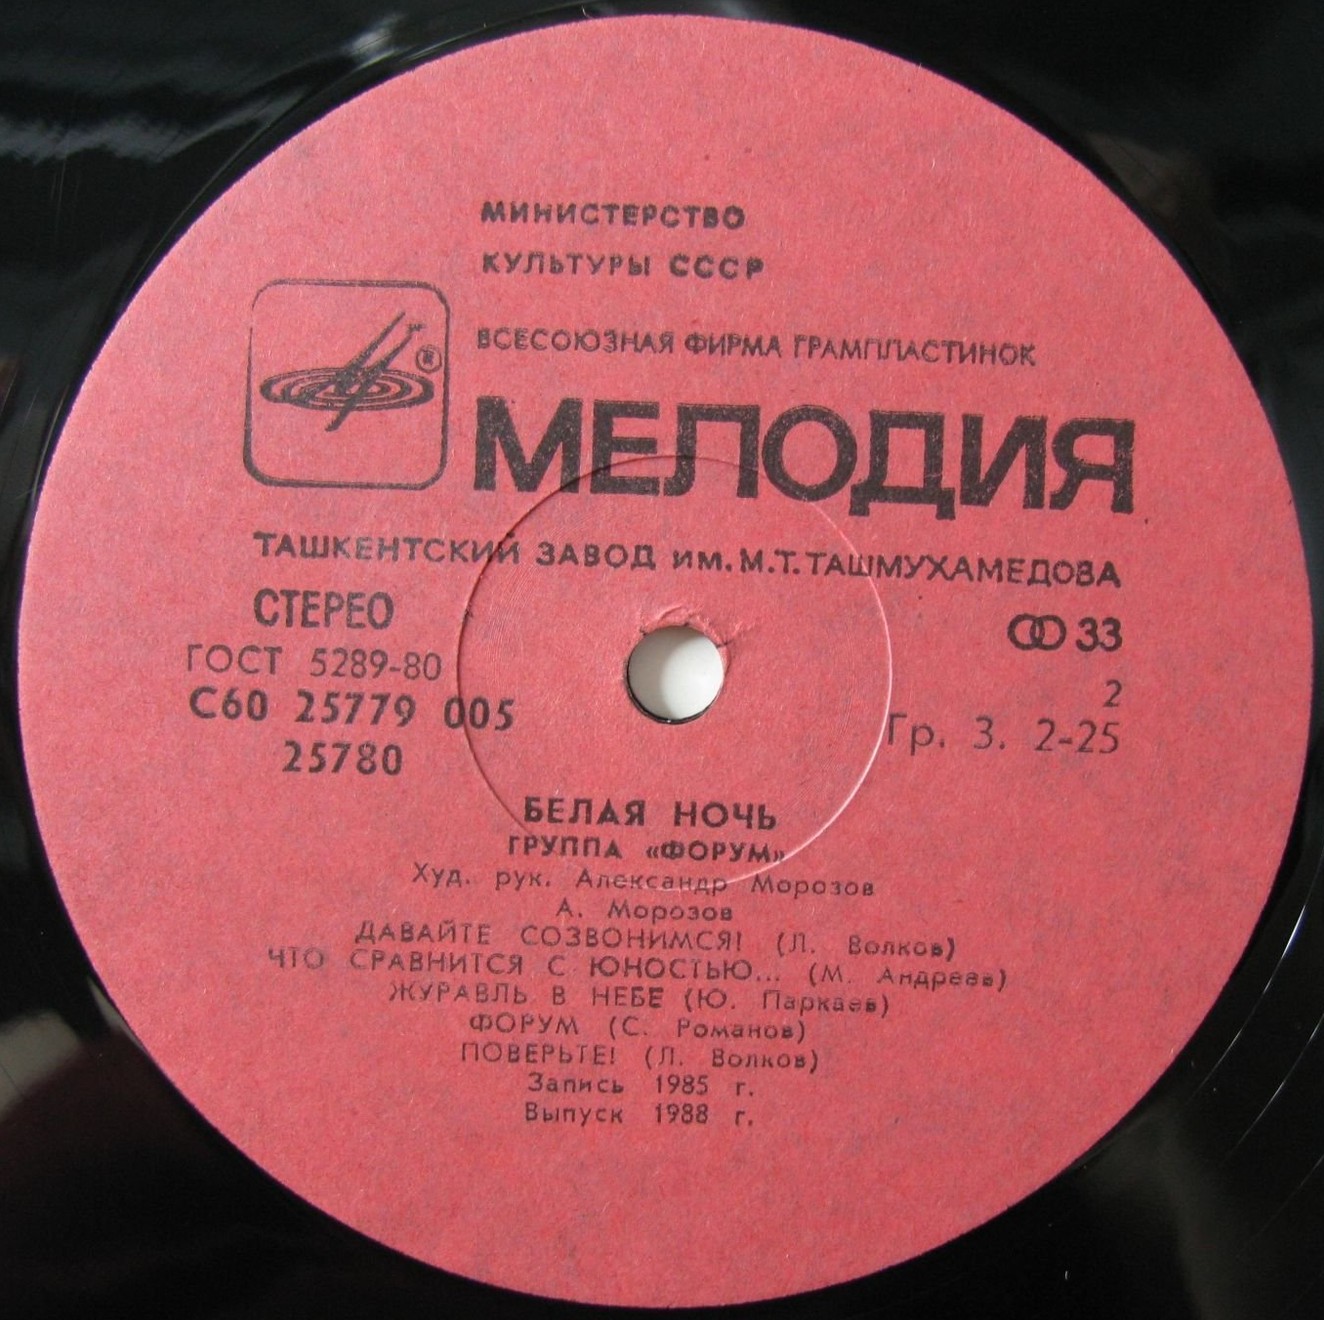 МИНИСТЕРСТВО
КУЛЬТУРЫ СССР
ВСЕСОЮЗНАЯ ФИРМА ГРАМПЛАСТИНОК
®
МЕЛОДИЯ
ТАШКЕНТСКИЙ ЗАВОД им. М.Т. ТАШМУХАМЕДОВА
СТЕРЕО
33
ГОСТ 5289-80
2
С60 25779 005
Гр. 3. 2-25
25780
БЕЛАЯ НОЧЬ
ГРУППА «ФОРУМ»
Худ. рук. Александр Морозов
А. Морозов
ДАВАЙТЕ СОЗВОНИМСЯ! (Л. Волков)
ЧТО СРАВНИТСЯ С ЮНОСТЬЮ... (М. Андреев)
ЖУРАВЛЬ В НЕБЕ (Ю. Паркаев)
ФОРУМ (С. Романов)
ПОВЕРЬТЕ! (Л. Волков)
Запись 1985 г.
Выпуск 1988 г.